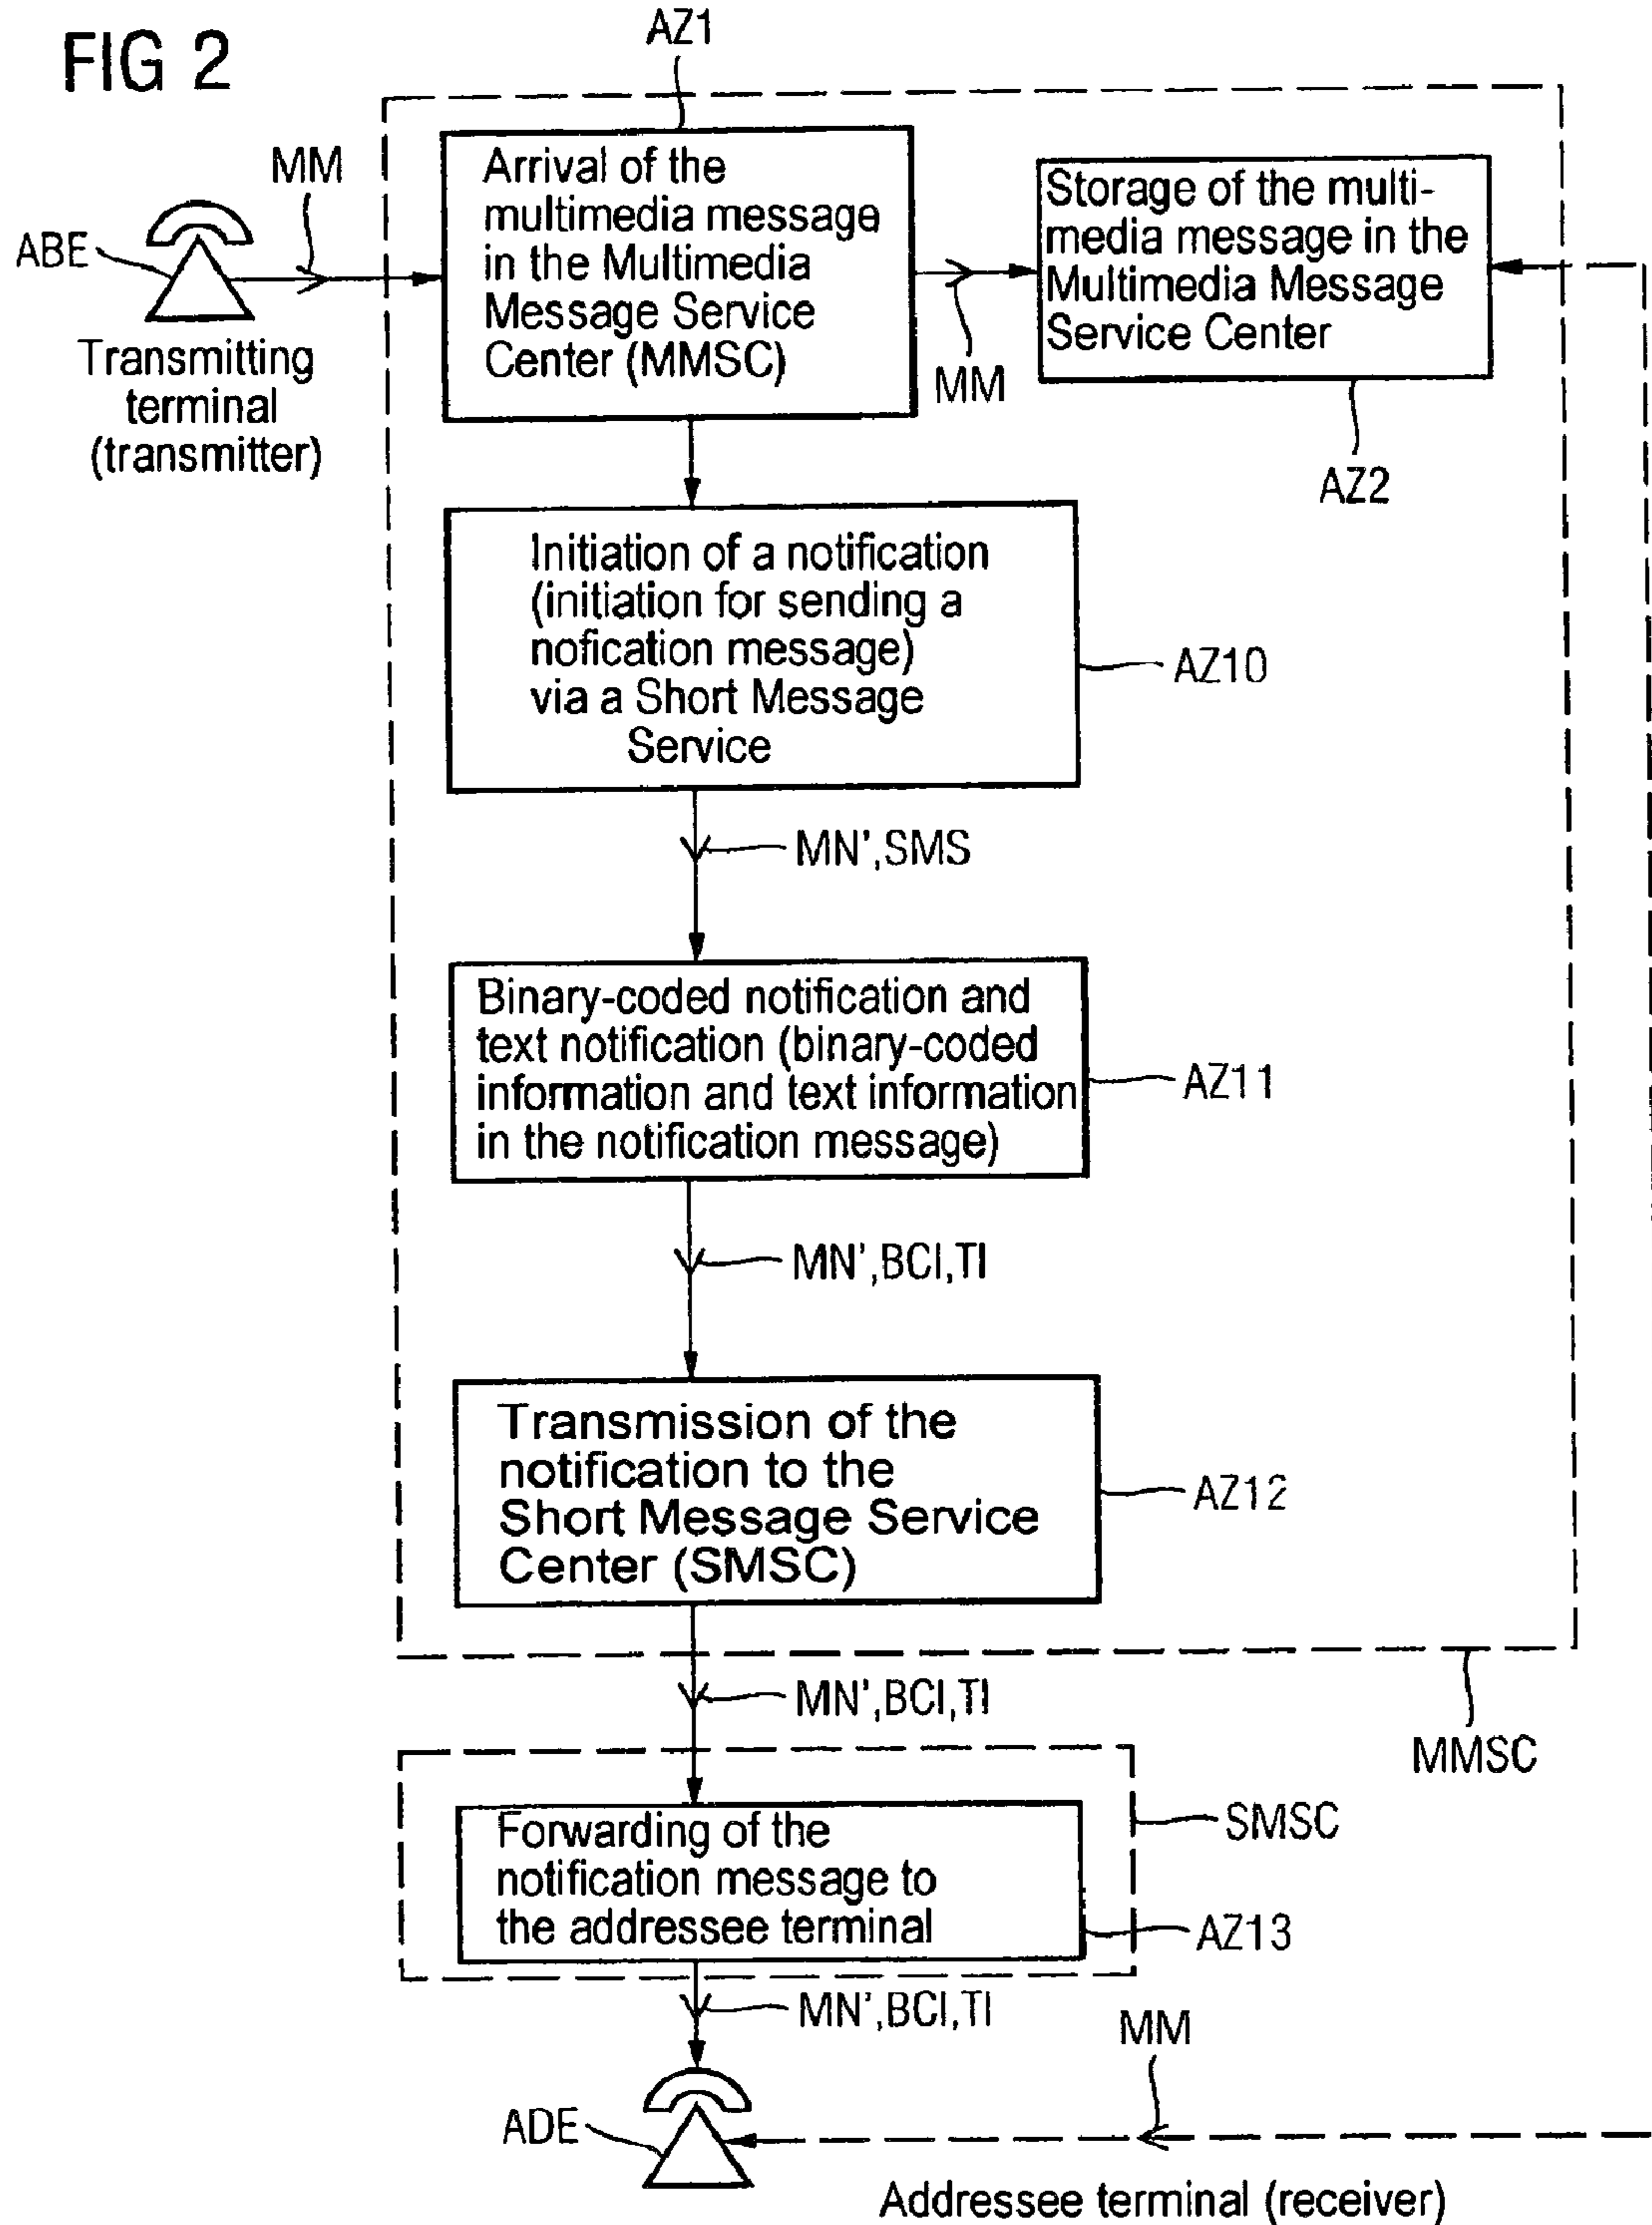 FIG 2
AZ1
MM
ABE
Transmitting
terminal
(transmitter)
Arrival of the
multimedia message
in the Multimedia
Message Service
Center (MMSC)
MM
Storage of the multi-
media message in the
Multimedia Message
Service Center
AZ2
Initiation of a notification
(initiation for sending a
nofication message)
via a Short Message
Service
AZ10
MN',SMS
Binary-coded notification and
text notification (binary-coded
information and text information
in the notification message)
AZ11
MN',BCI,TI
Transmission of the
notification to the
Short Message Service
Center (SMSC)
AZ12
MN',BCI,TI
MMSC
SMSC
Forwarding of the
notification message to
the addressee terminal
AZ13
MN',BCI,TI
MM
ADE
Addressee terminal (receiver)